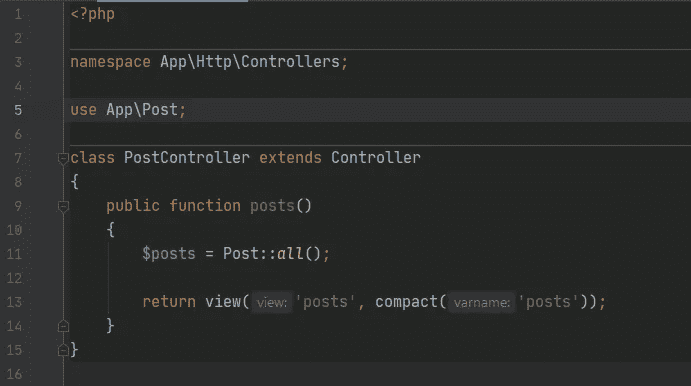 1 <?php
2
3 namespace App\Http\Controllers;
4
5 use App\Post;
6
7 class PostController extends Controller
8 {
9     public function posts()
10     {
11         $posts = Post::all();
12
13         return view( view: 'posts', compact( varname: 'posts'));
14     }
15 }
16